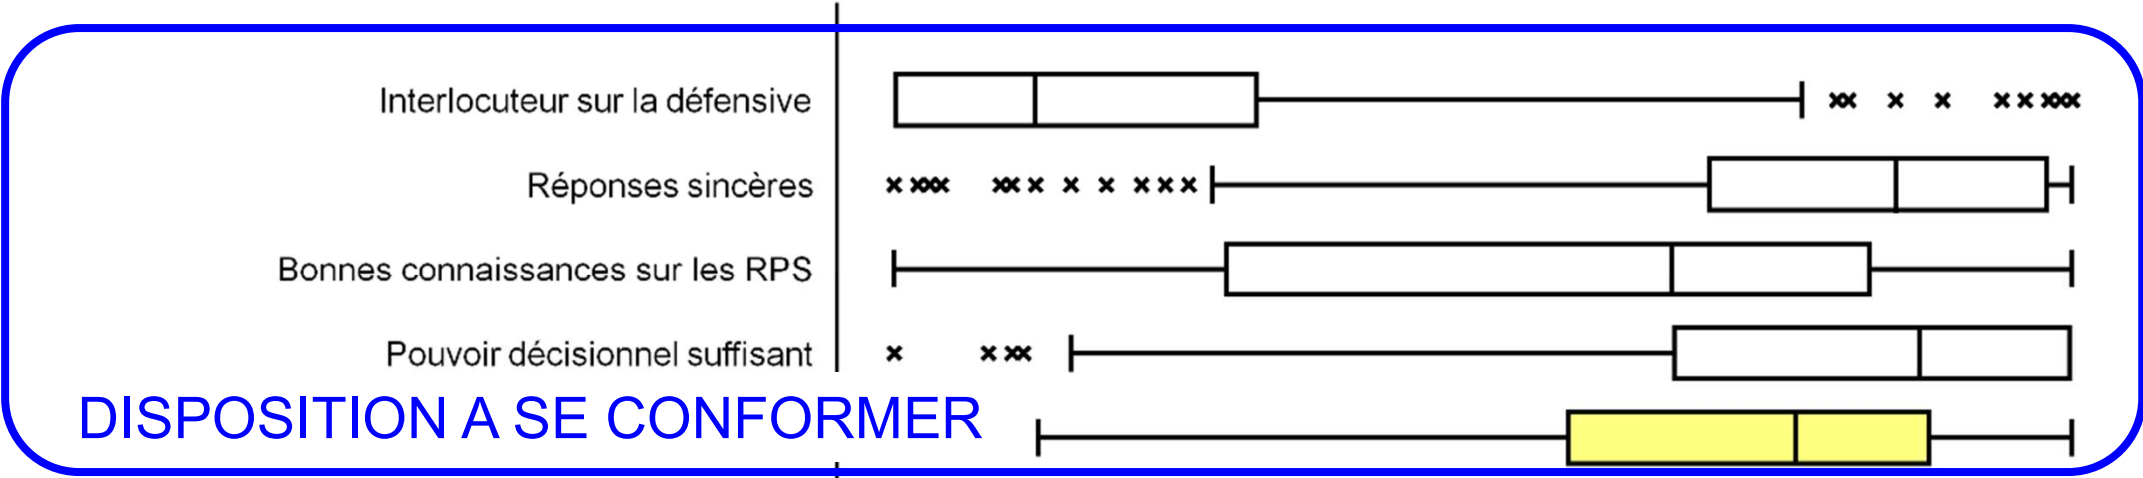 Interlocuteur sur la défensive
Réponses sincères
Bonnes connaissances sur les RPS
Pouvoir décisionnel suffisant
DISPOSITION A SE CONFORMER